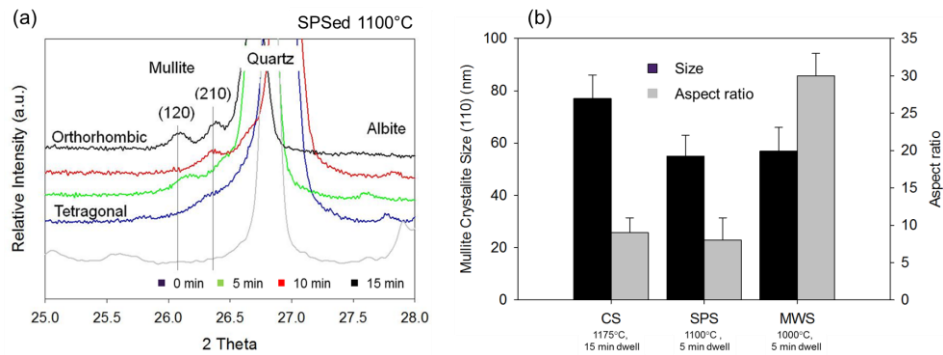 (a)
SPSed 1100°C
Relative Intensity (a.u.)
Mullite
Quartz
(120)
(210)
Orthorhombic
Albite
Tetragonal
0 min
5 min
10 min
15 min
25.0
25.5
26.0
26.5
27.0
27.5
28.0
2 Theta
(b)
Mullite Crystalite Size (110) (nm)
100
80
60
40
20
0
Size
Aspect ratio
35
30
25
20
15
10
5
0
Aspect ratio
CS
SPS
MWS
1175°C,
15 min dwell
1100°C ,
5 min dwell
1000°C,
5 min dwell